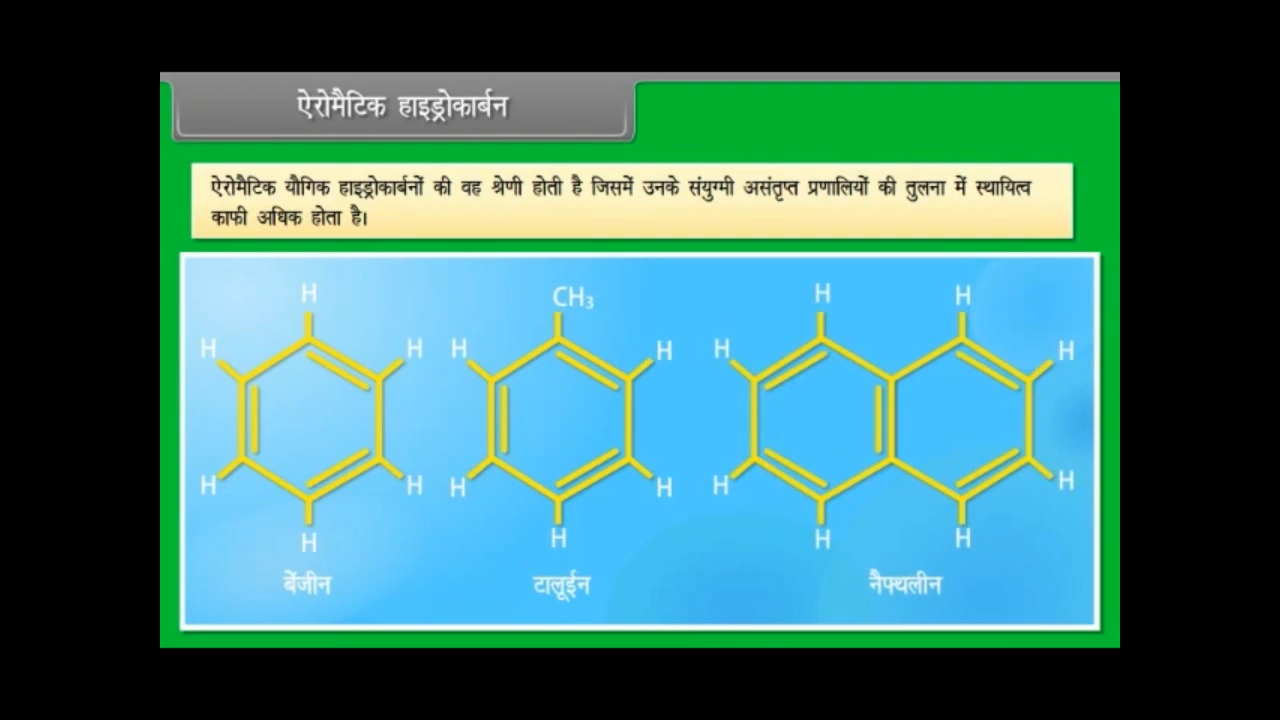 ऐरोमैटिक हाइड्रोकार्बन
ऐरोमैटिक यौगिक हाइड्रोकार्बनों की वह श्रेणी होती है जिसमें उनके संयुग्मी असंतृप्त प्रणालियों की तुलना में स्थायित्व
काफी अधिक होता है।
H CH₃ H H
H H H H H H
H H H H H H
H H H H
बेंजीन टालूईन नैफ्थलीन